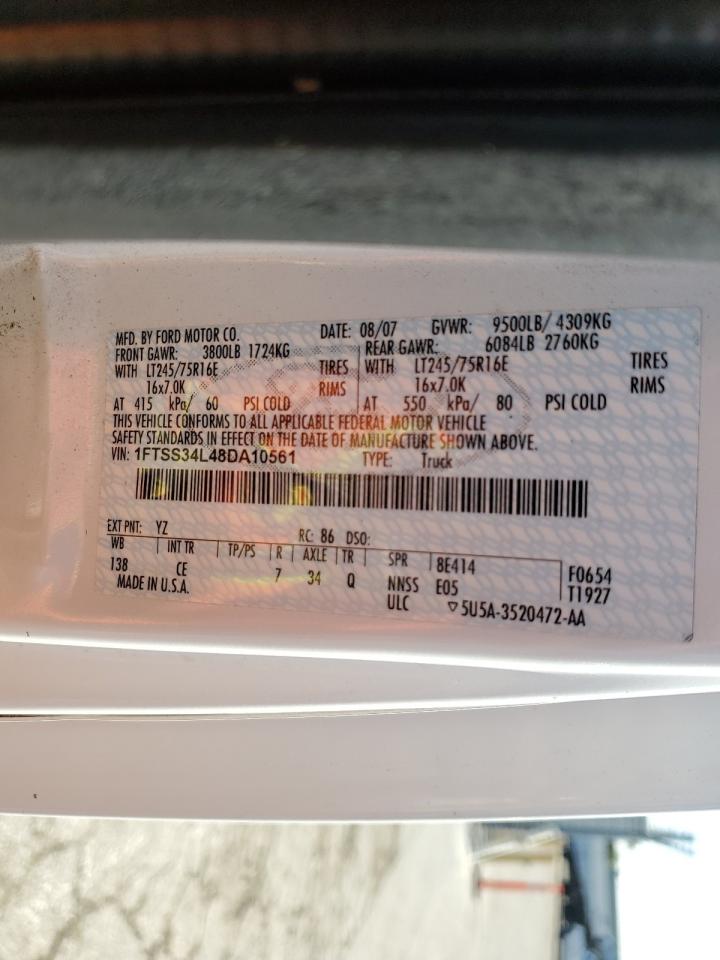 MFD. BY FORD MOTOR CO. DATE: 08/07 GVWR: 9500LB/ 4309KG
FRONT GAWR: 3800LB 1724KG REAR GAWR: 6084LB 2760KG
WITH LT245/75R16E TIRES WITH LT245/75R16E TIRES
16x7.0K RIMS 16x7.0K RIMS
AT 415 kPa/ 60 PSI COLD AT 550 kPa/ 80 PSI COLD
THIS VEHICLE CONFORMS TO ALL APPLICABLE FEDERAL MOTOR VEHICLE
SAFETY STANDARDS IN EFFECT ON THE DATE OF MANUFACTURE SHOWN ABOVE.
VIN: 1FTSS34L48DA10561 TYPE: Truck
EXT PNT: YZ RC: 86 DSO:
WB INT TR TP/PS R AXLE TR SPR 8E414 F0654
138 CE 7 34 Q NNSS E05 T1927
MADE IN U.S.A. ULC ▽5U5A-3520472-AA